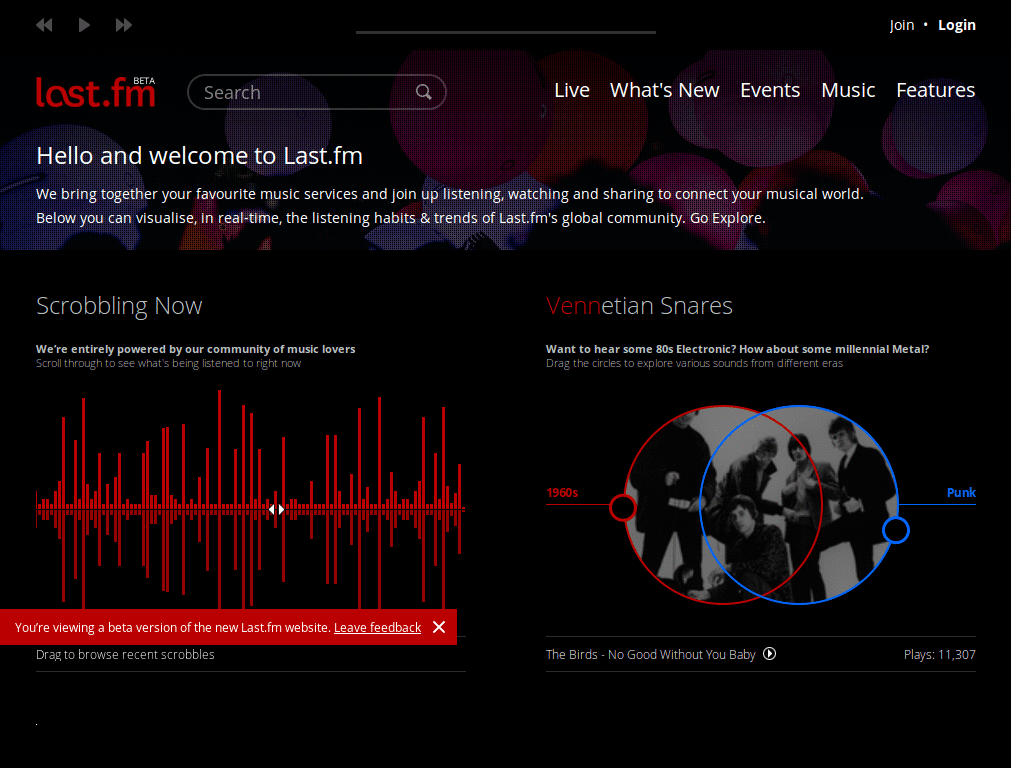 Join • Login
last.fm BETA
Search
Live What's New Events Music Features
Hello and welcome to Last.fm
We bring together your favourite music services and join up listening, watching and sharing to connect your musical world.
Below you can visualise, in real-time, the listening habits & trends of Last.fm's global community. Go Explore.
Scrobbling Now
We’re entirely powered by our community of music lovers
Scroll through to see what's being listened to right now
You’re viewing a beta version of the new Last.fm website. Leave feedback
Drag to browse recent scrobbles
Vennetian Snares
Want to hear some 80s Electronic? How about some millennial Metal?
Drag the circles to explore various sounds from different eras
1960s
Punk
The Birds - No Good Without You Baby
Plays: 11,307
.